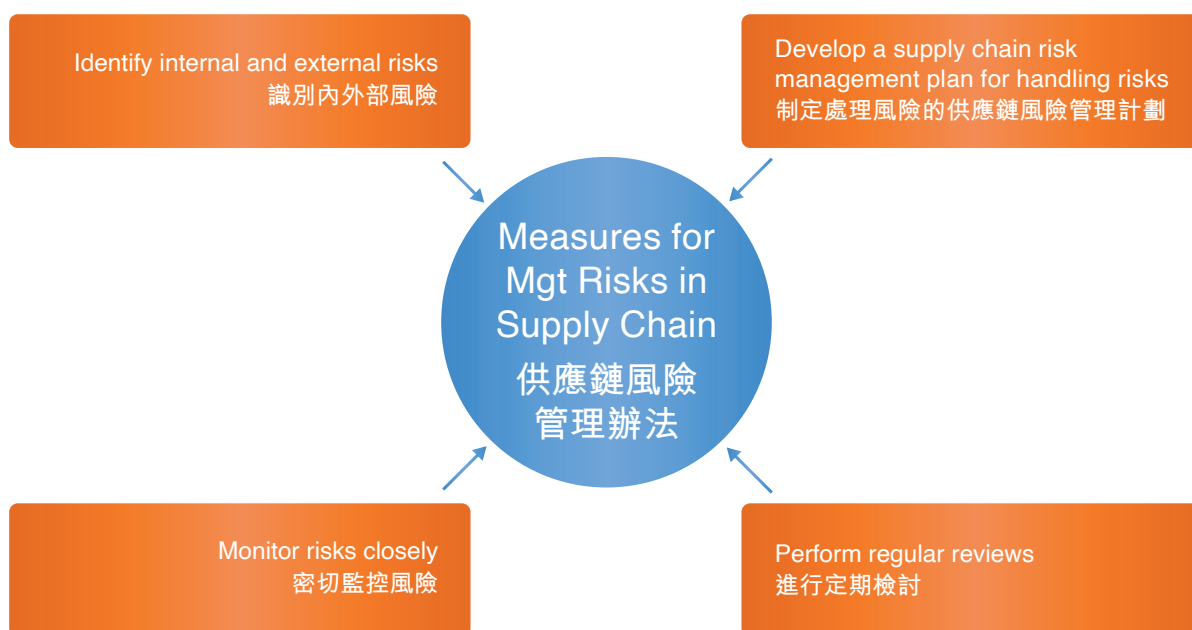 Identify internal and external risks
識別內外部風險
Develop a supply chain risk
management plan for handling risks
制定處理風險的供應鏈風險管理計劃
Measures for
Mgt Risks in
Supply Chain
供應鏈風險
管理辦法
Monitor risks closely
密切監控風險
Perform regular reviews
進行定期檢討